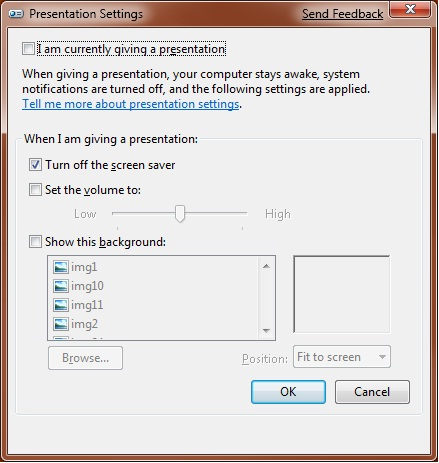 Presentation Settings Send Feedback
I am currently giving a presentation
When giving a presentation, your computer stays awake, system
notifications are turned off, and the following settings are applied.
Tell me more about presentation settings.
When I am giving a presentation:
Turn off the screen saver
Set the volume to:
Low High
Show this background:
img1
img10
img11
img2
Browse... Position: Fit to screen
OK Cancel